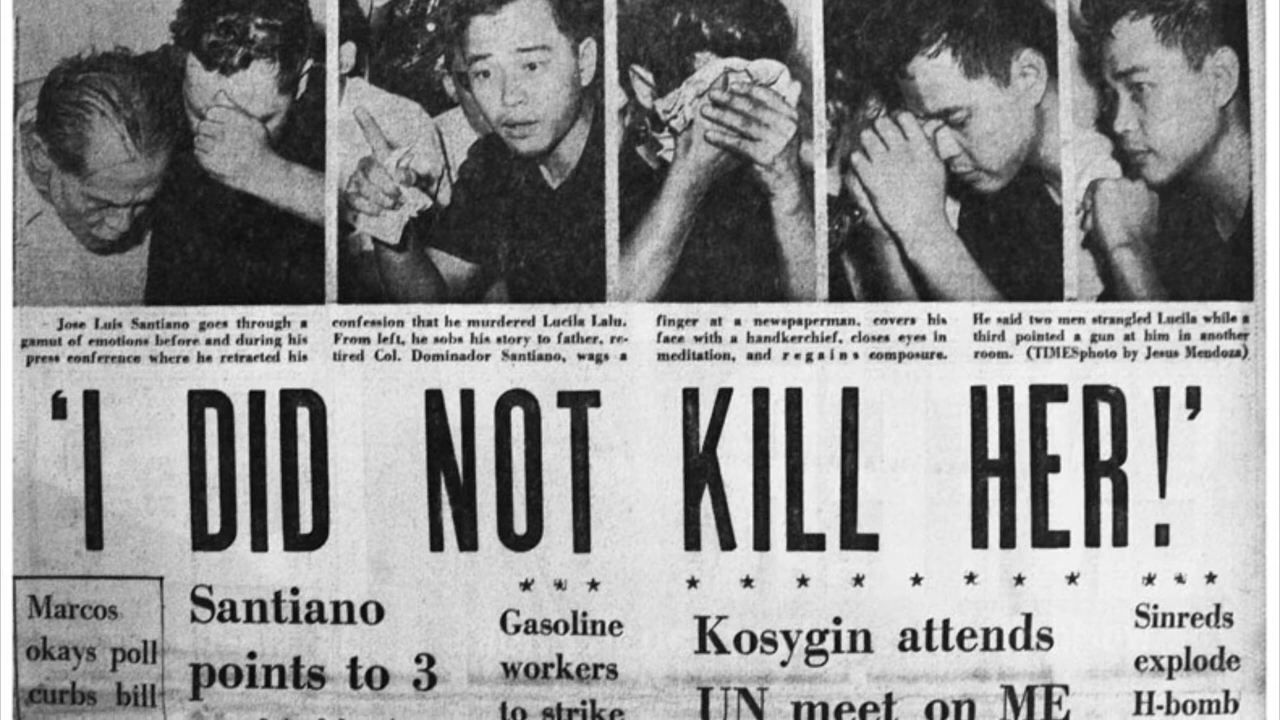 Jose Luis Santiano goes through a
gamut of emotions before and during his
press conference where he retracted his
confession that he murdered Lucila Lalu.
From left, he sobs his story to father, re-
tired Col. Dominador Santiano, wags a
finger at a newspaperman, covers his
face with a handkerchief, closes eyes in
meditation, and regains composure.
He said two men strangled Lucila while a
third pointed a gun at him in another
room. (TIMESphoto by Jesus Mendoza)
'I DID NOT KILL HER!'
Marcos
okays poll
curbs bill
Santiano
points to 3
Gasoline
workers
to strike
Kosygin attends
UN meet on ME
Sinreds
explode
H-bomb